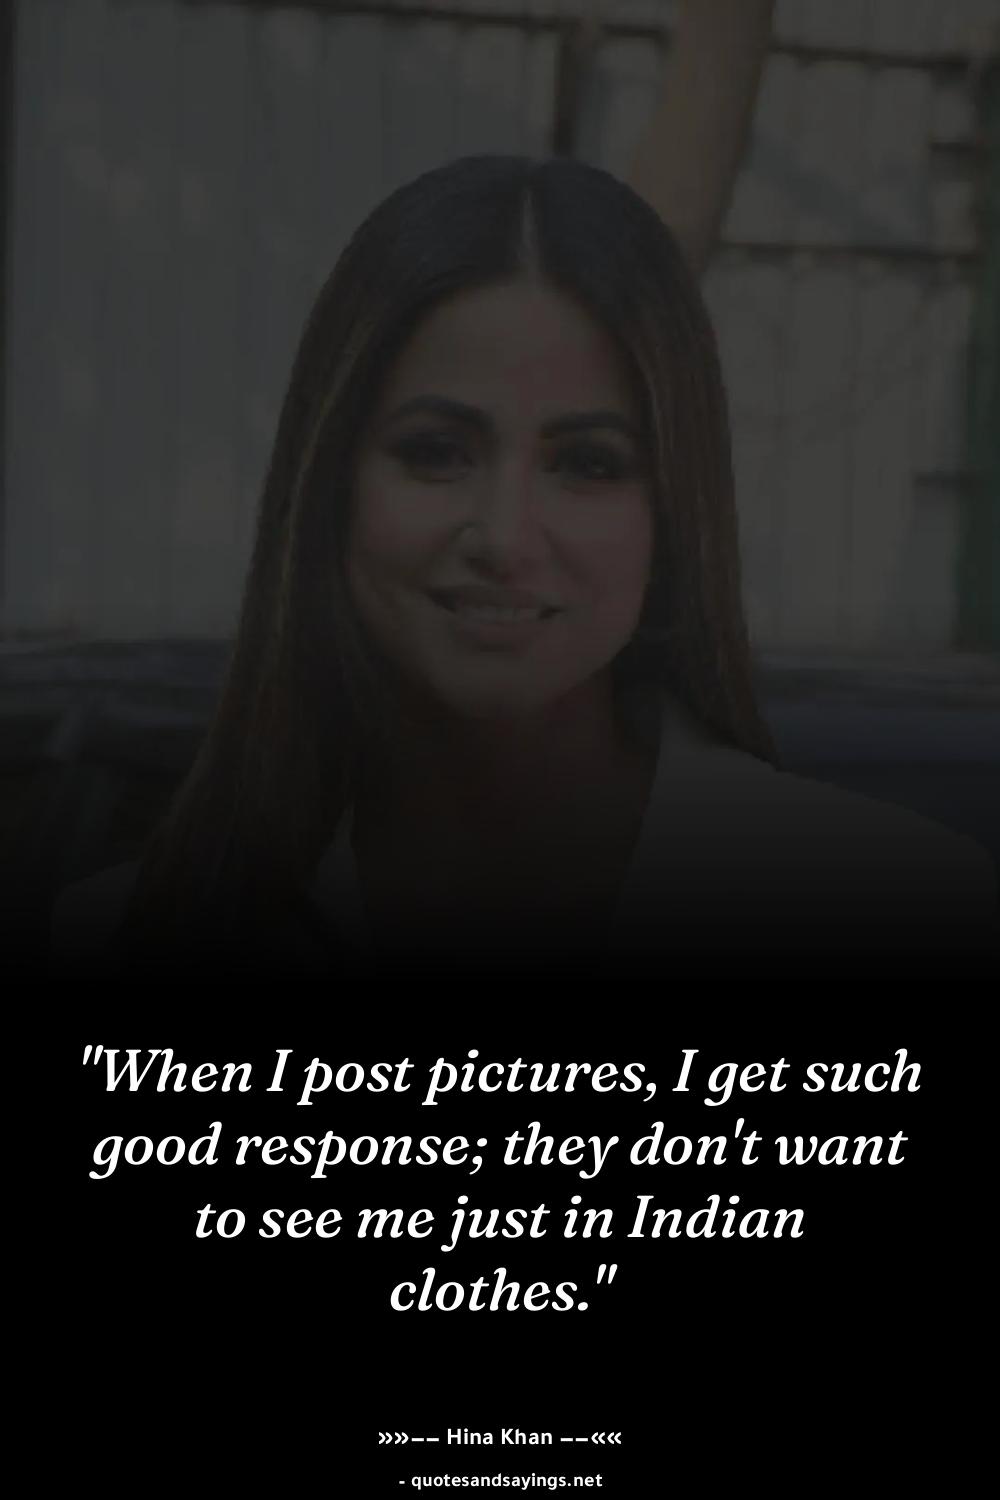 "When I post pictures, I get such
good response; they don't want
to see me just in Indian
clothes."
»»−− Hina Khan −−««
- quotesandsayings.net